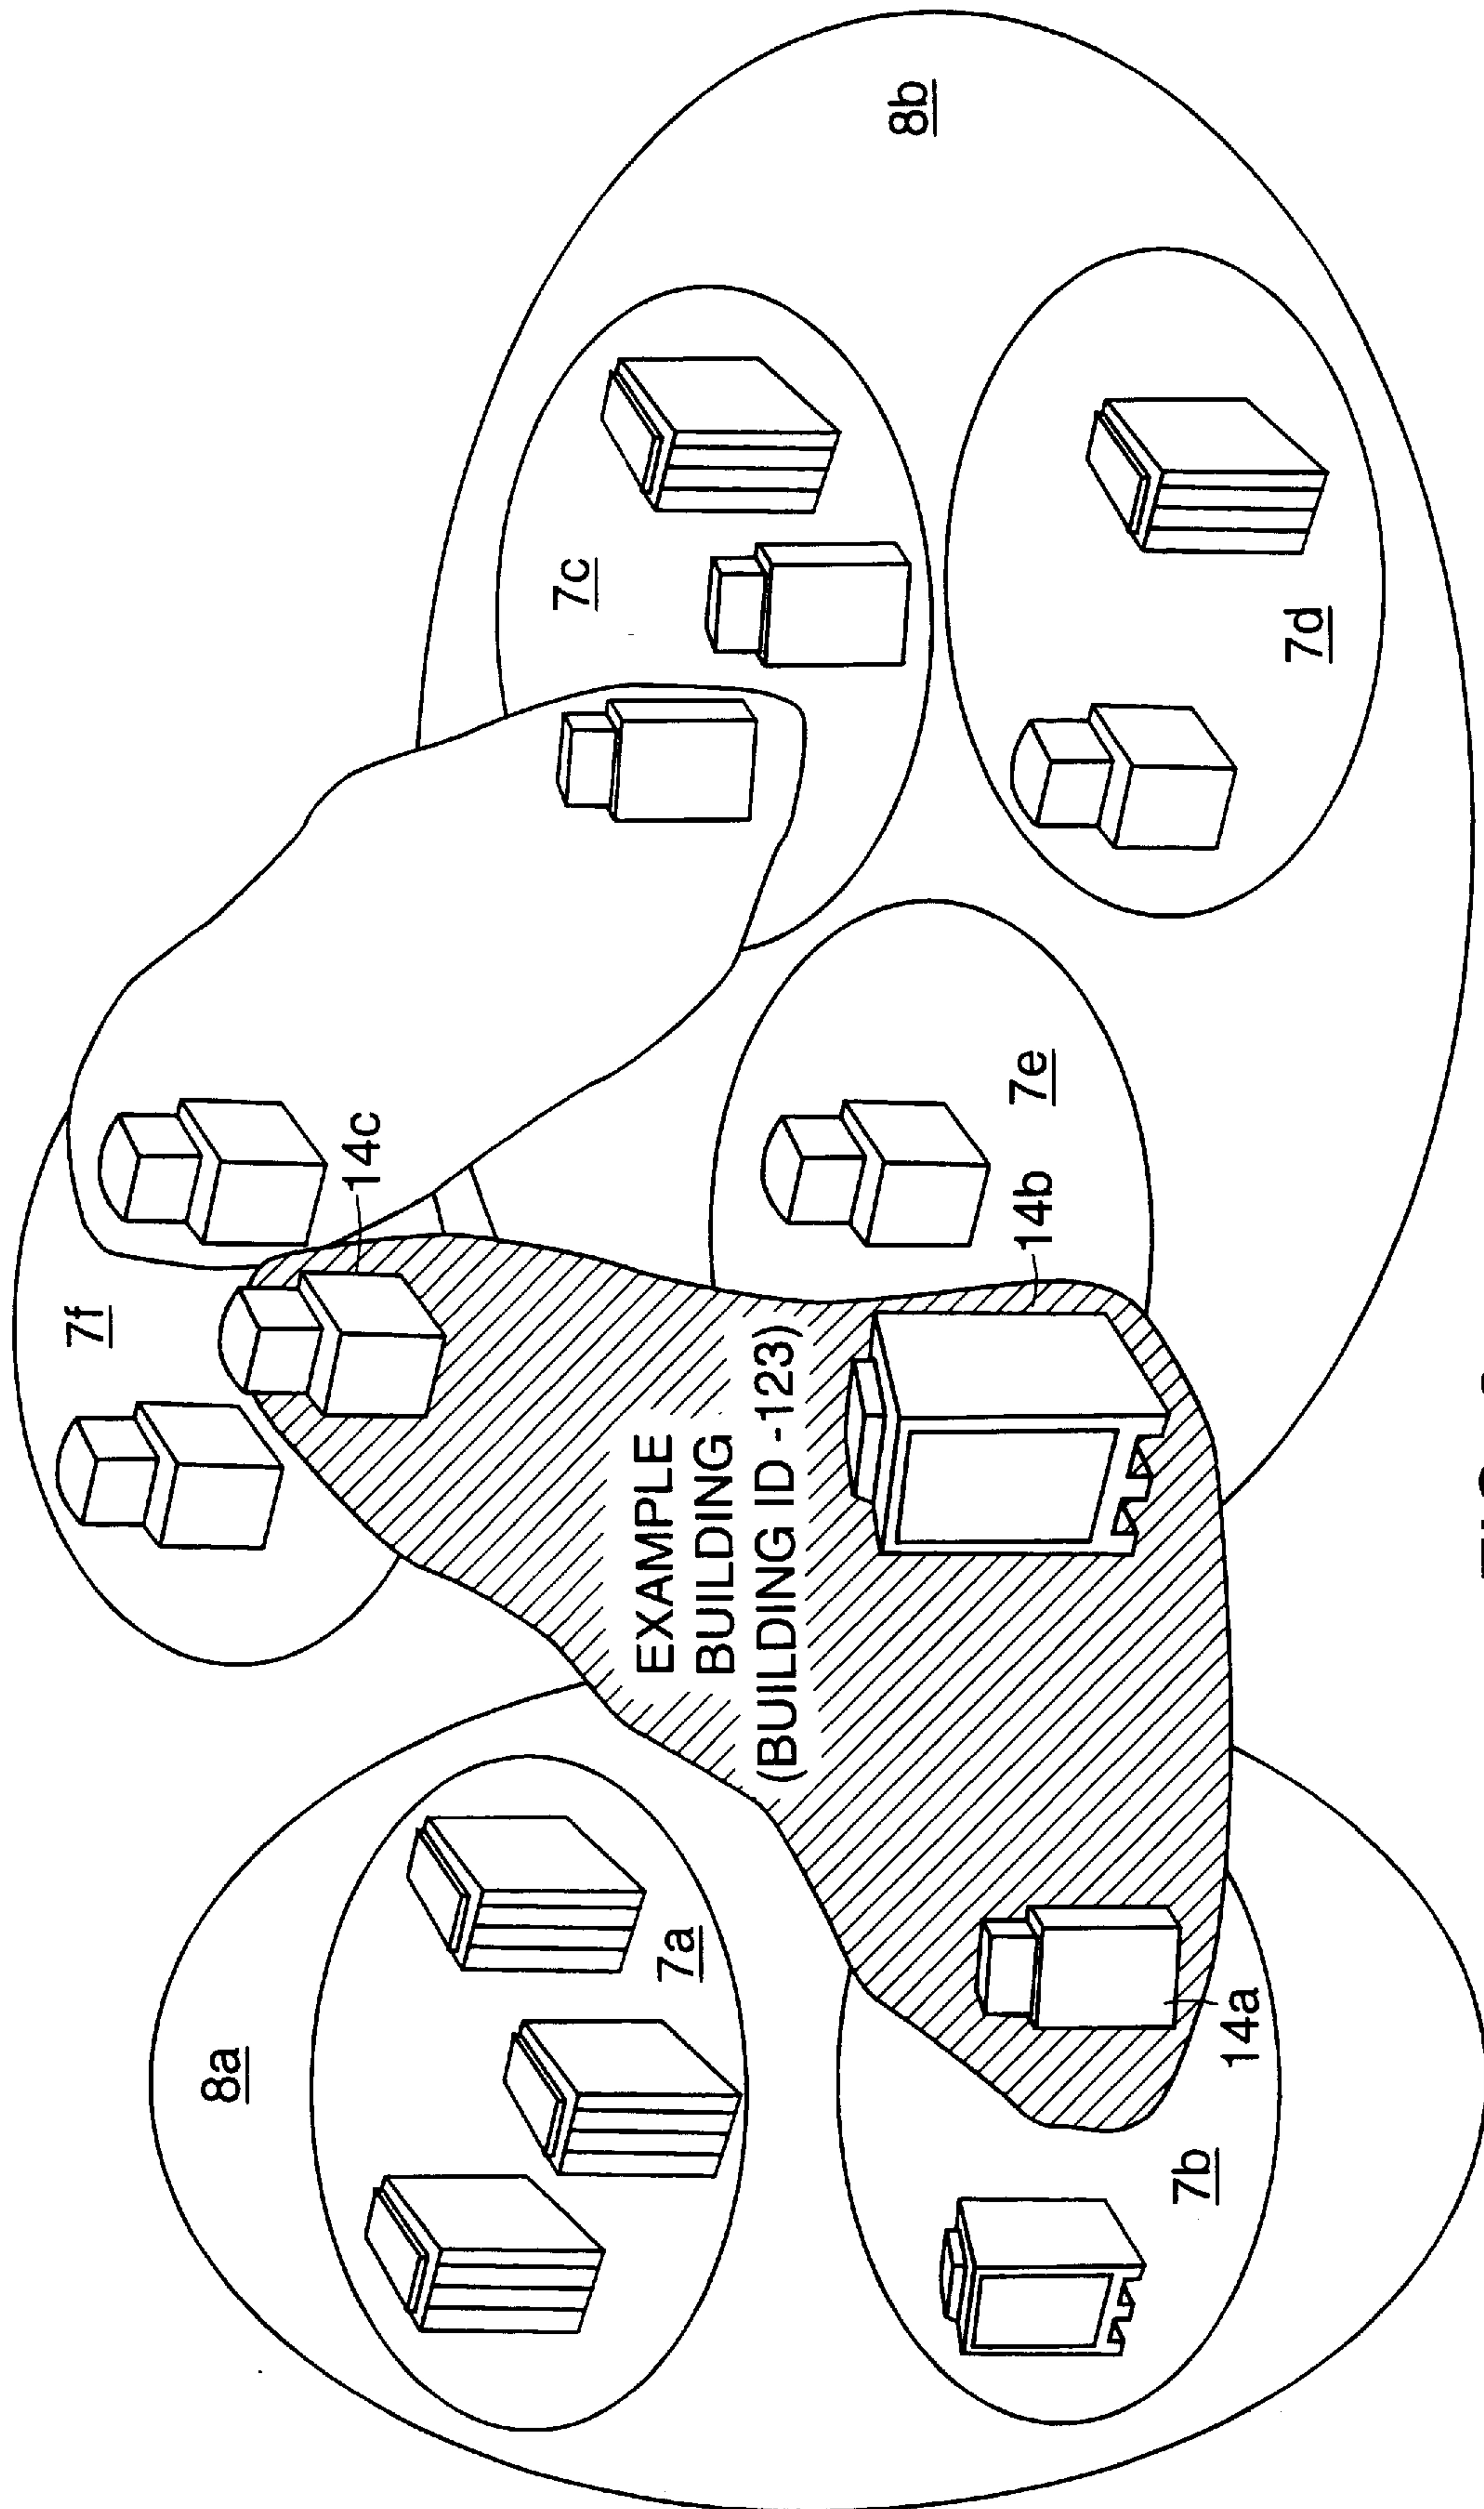 8a
7a
7b
14a
EXAMPLE
BUILDING
(BUILDING ID -123)
7f
14c
14b
7e
7c
7d
8b